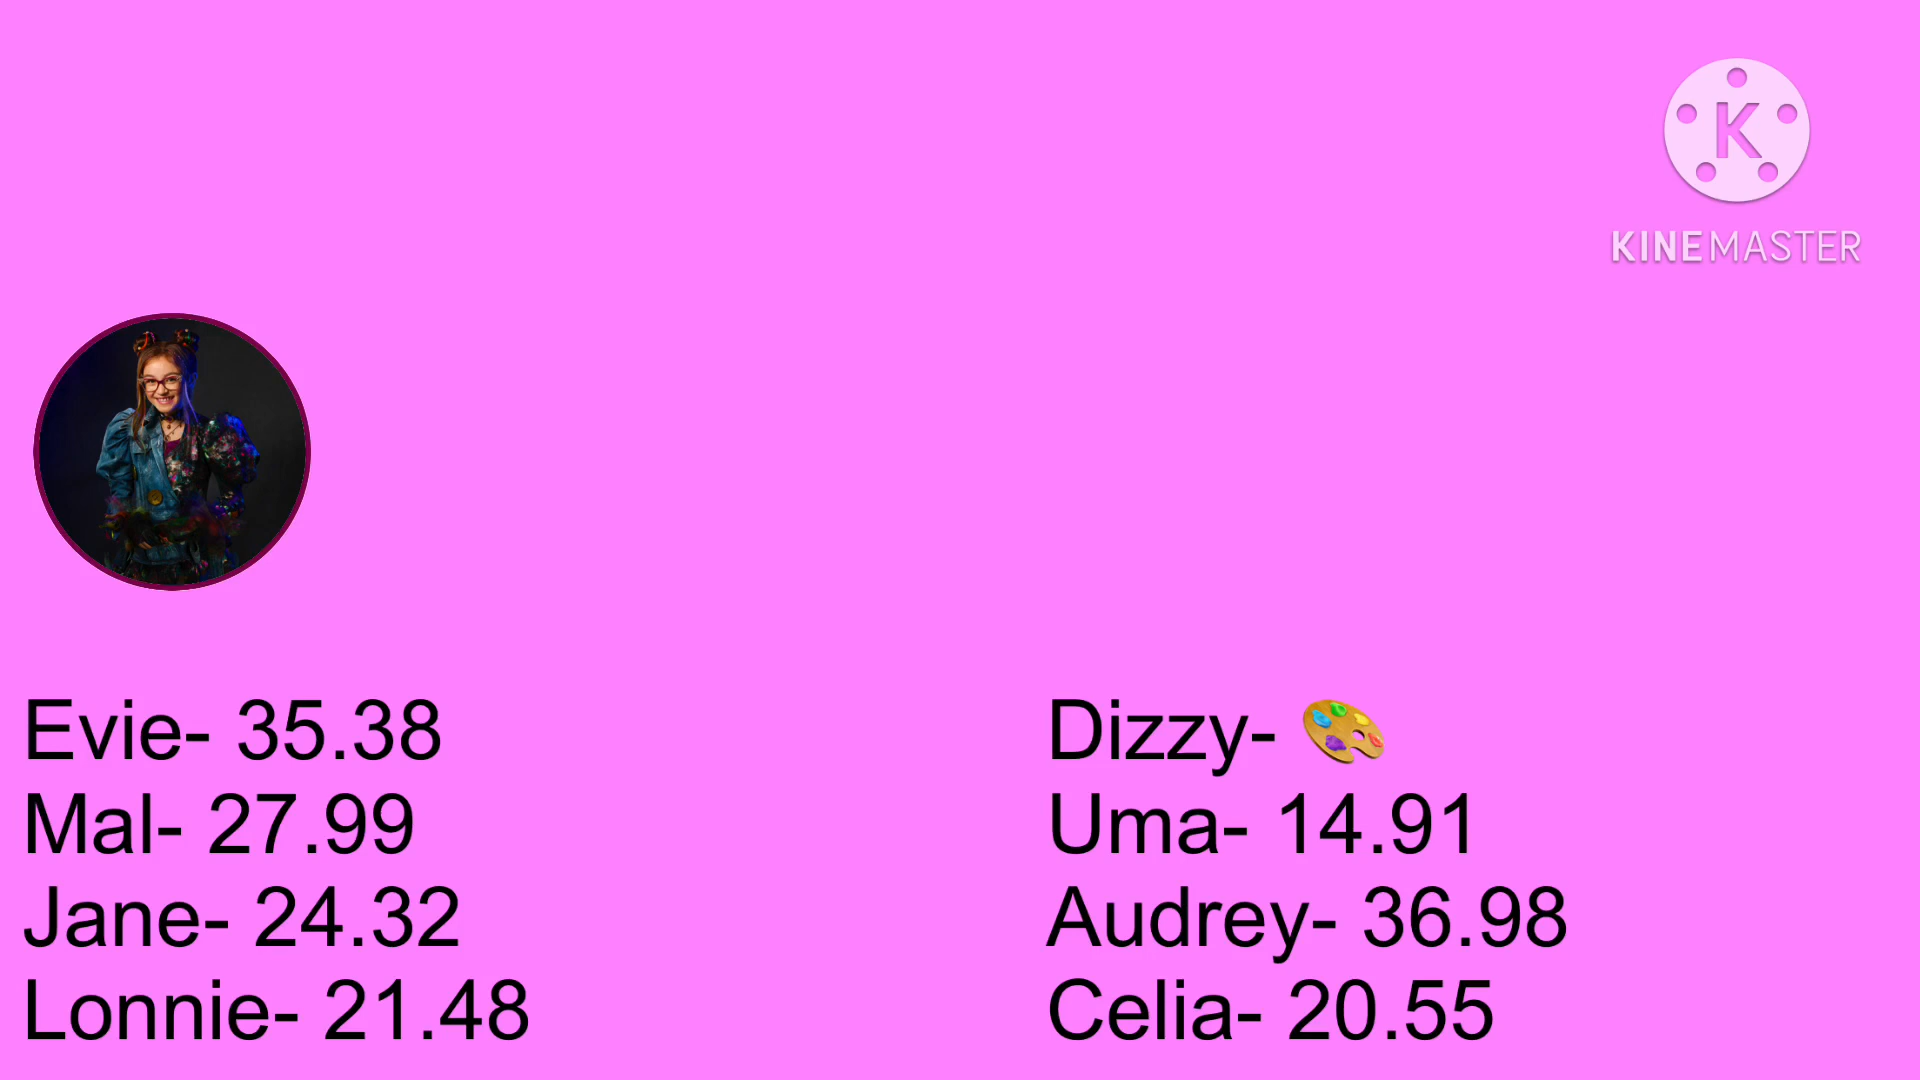 K
KINEMASTER
Evie- 35.38
Mal- 27.99
Jane- 24.32
Lonnie- 21.48
Dizzy- 🎨
Uma- 14.91
Audrey- 36.98
Celia- 20.55